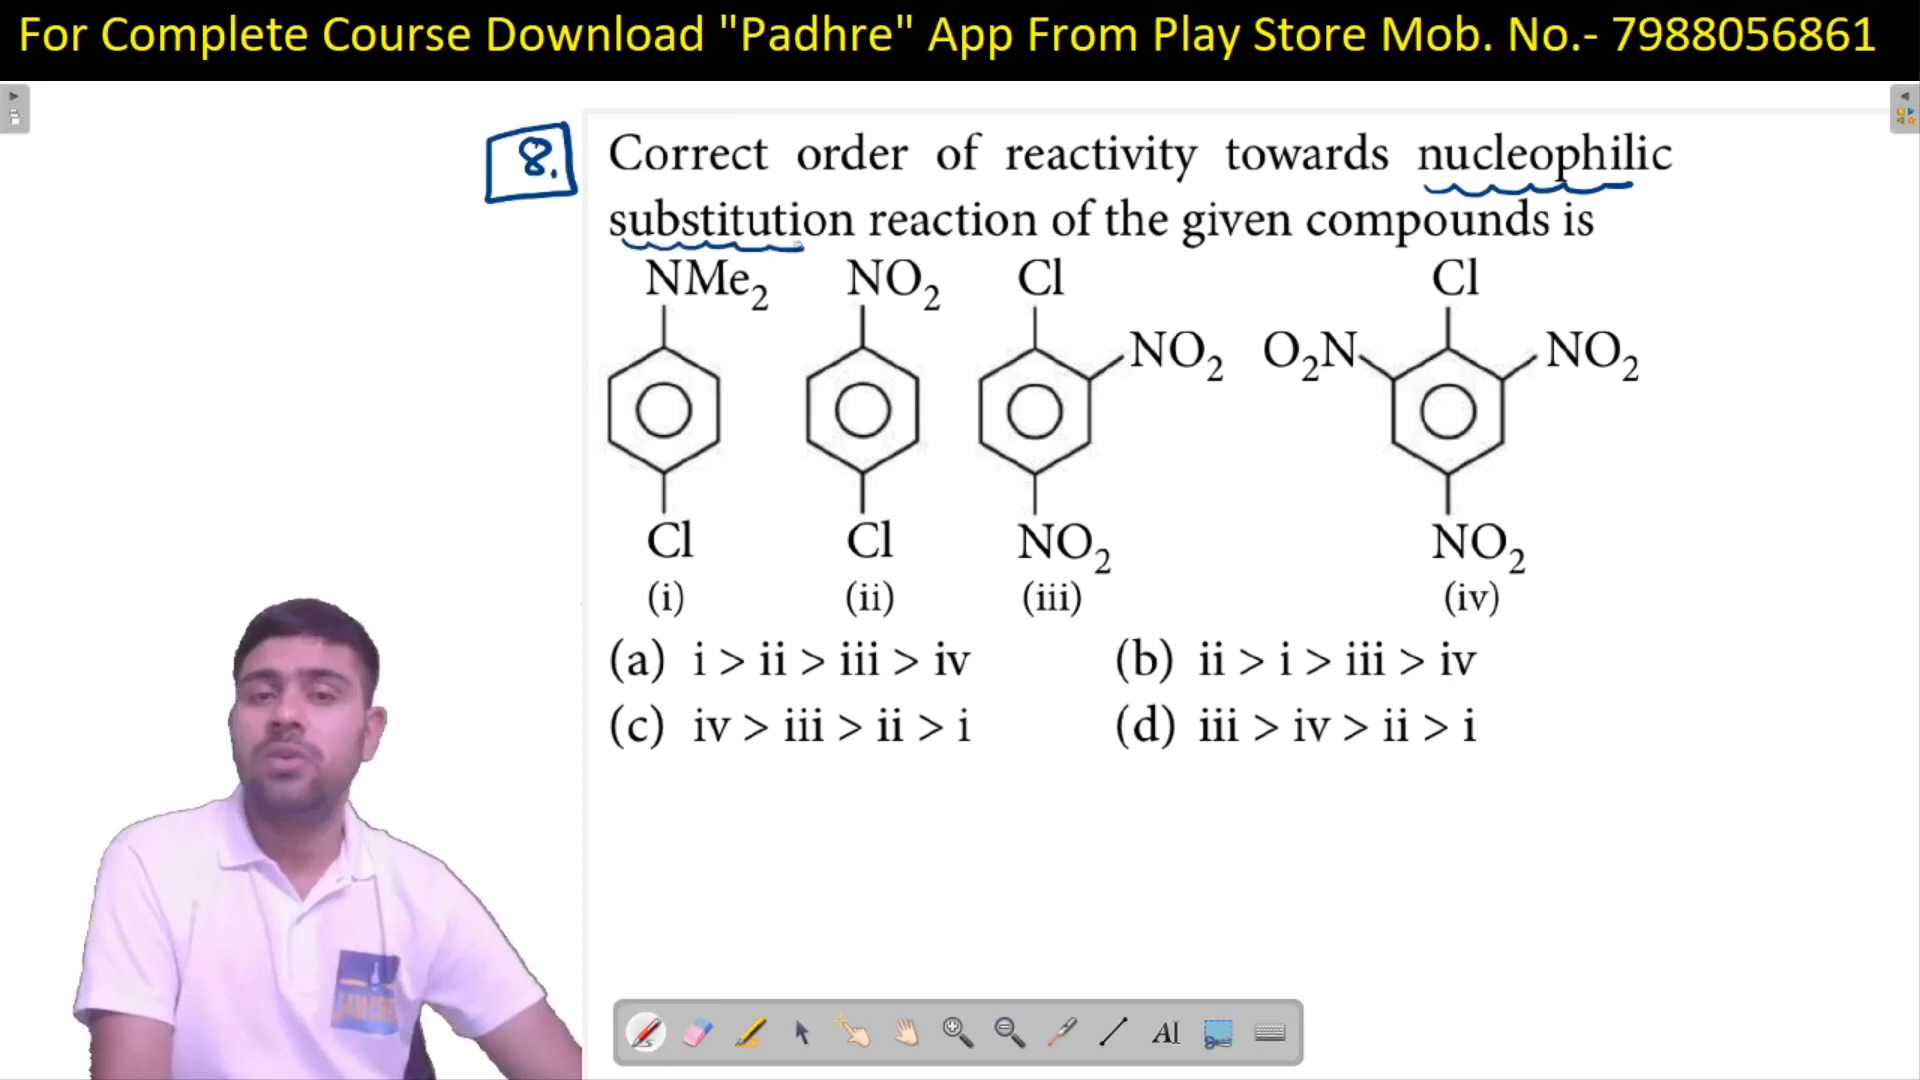 For Complete Course Download "Padhre" App From Play Store Mob. No.- 7988056861
8.
Correct order of reactivity towards nucleophilic
substitution reaction of the given compounds is
NMe2 NO2 Cl Cl
NO2 O2N NO2
Cl Cl NO2 NO2
(i) (ii) (iii) (iv)
(a) i > ii > iii > iv (b) ii > i > iii > iv
(c) iv > iii > ii > i (d) iii > iv > ii > i
AI